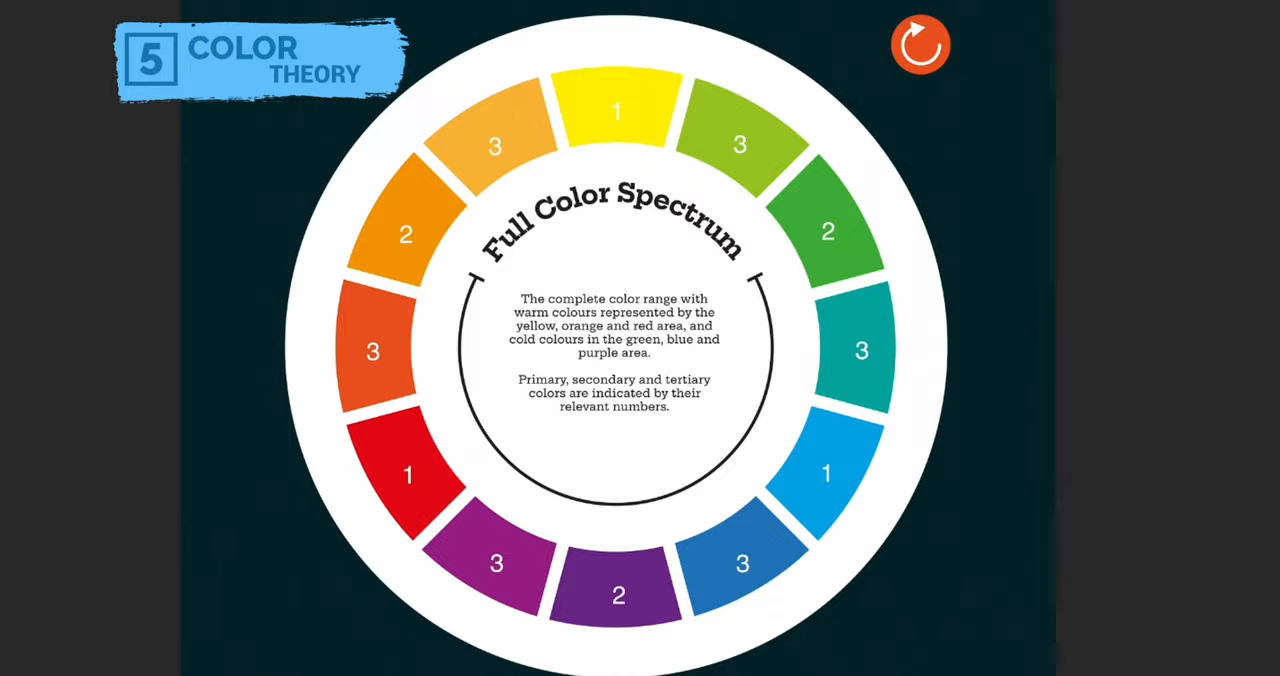 5 COLOR
THEORY
1
3
3
2
2
3
3
1
1
3
3
2
Full Color Spectrum
The complete color range with
warm colours represented by the
yellow, orange and red area, and
cold colours in the green, blue and
purple area.
Primary, secondary and tertiary
colors are indicated by their
relevant numbers.